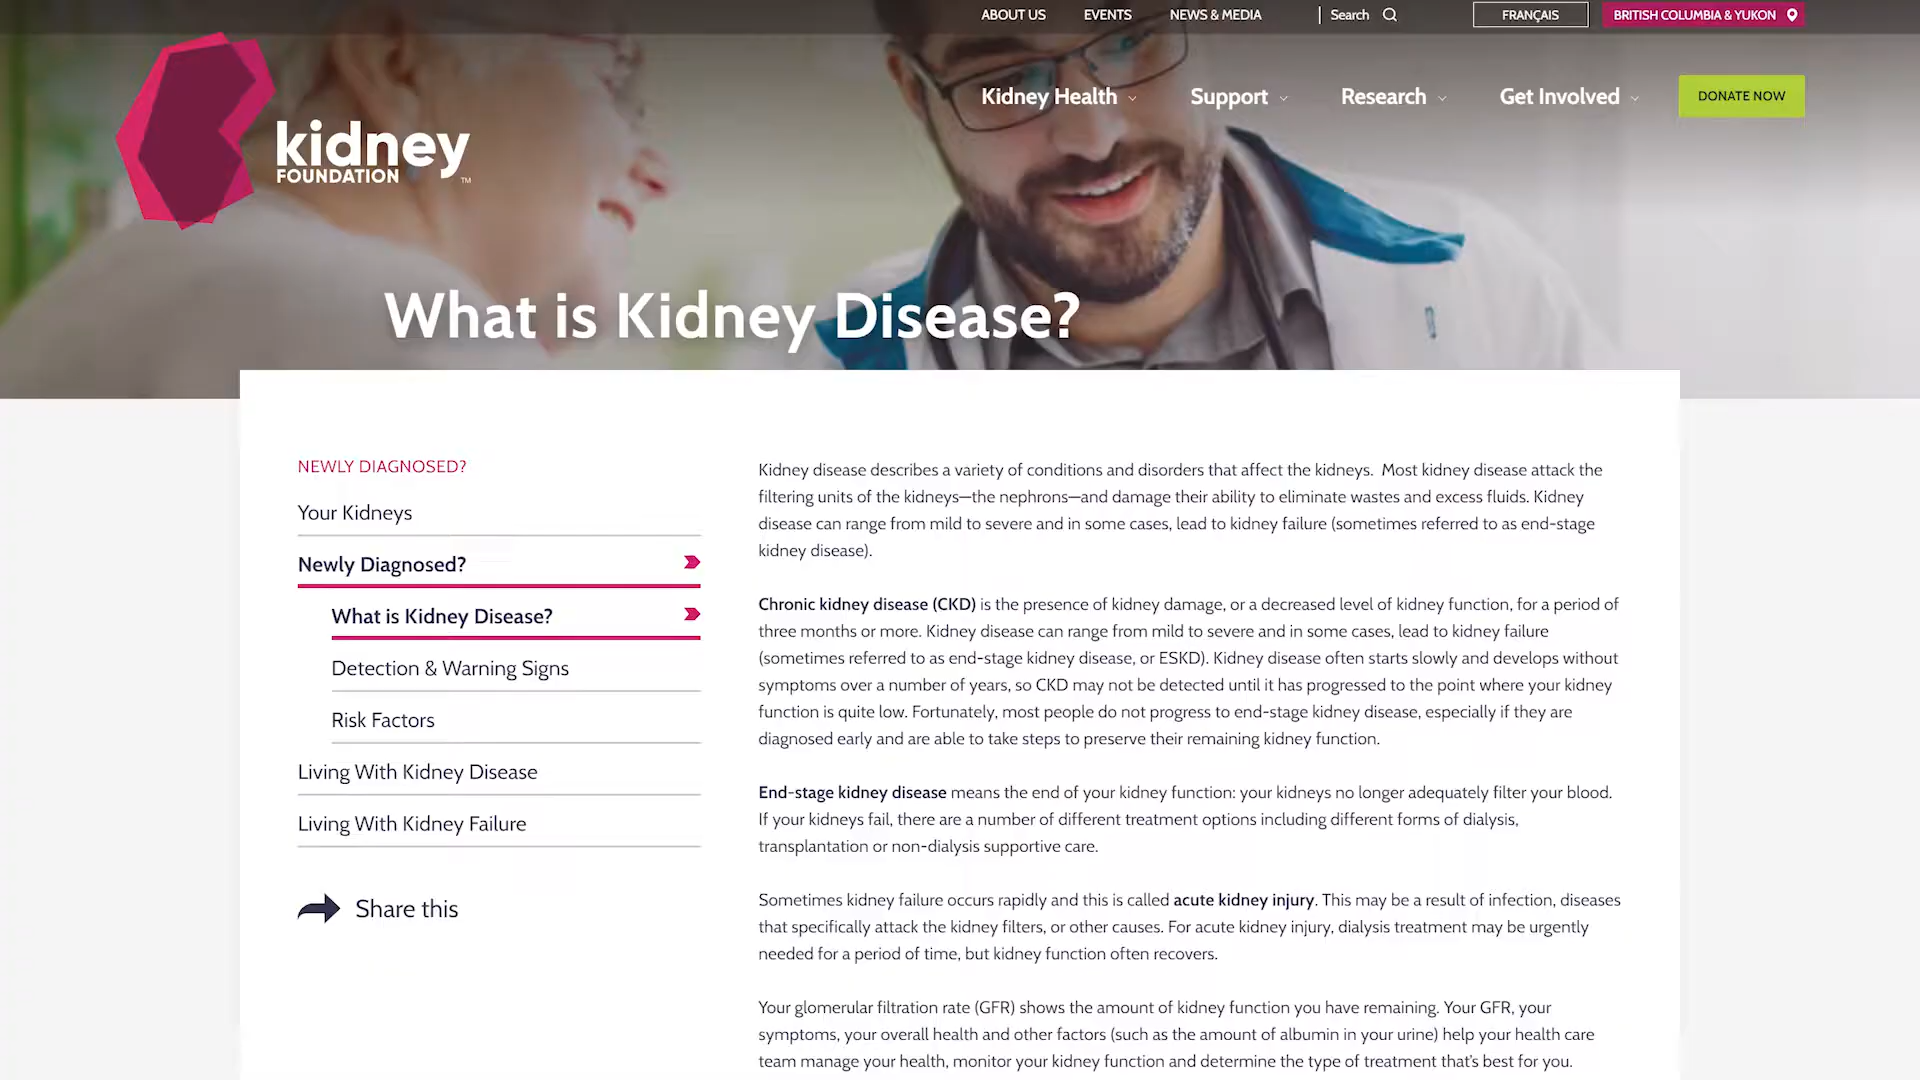 ABOUT US EVENTS NEWS & MEDIA Search FRANÇAIS BRITISH COLUMBIA & YUKON
Kidney Health Support Research Get Involved DONATE NOW
kidney
FOUNDATION
TM
What is Kidney Disease?
NEWLY DIAGNOSED?
Your Kidneys
Newly Diagnosed?
What is Kidney Disease?
Detection & Warning Signs
Risk Factors
Living With Kidney Disease
Living With Kidney Failure
Share this
Kidney disease describes a variety of conditions and disorders that affect the kidneys. Most kidney disease attack the
filtering units of the kidneys—the nephrons—and damage their ability to eliminate wastes and excess fluids. Kidney
disease can range from mild to severe and in some cases, lead to kidney failure (sometimes referred to as end-stage
kidney disease).
Chronic kidney disease (CKD) is the presence of kidney damage, or a decreased level of kidney function, for a period of
three months or more. Kidney disease can range from mild to severe and in some cases, lead to kidney failure
(sometimes referred to as end-stage kidney disease, or ESKD). Kidney disease often starts slowly and develops without
symptoms over a number of years, so CKD may not be detected until it has progressed to the point where your kidney
function is quite low. Fortunately, most people do not progress to end-stage kidney disease, especially if they are
diagnosed early and are able to take steps to preserve their remaining kidney function.
End-stage kidney disease means the end of your kidney function: your kidneys no longer adequately filter your blood.
If your kidneys fail, there are a number of different treatment options including different forms of dialysis,
transplantation or non-dialysis supportive care.
Sometimes kidney failure occurs rapidly and this is called acute kidney injury. This may be a result of infection, diseases
that specifically attack the kidney filters, or other causes. For acute kidney injury, dialysis treatment may be urgently
needed for a period of time, but kidney function often recovers.
Your glomerular filtration rate (GFR) shows the amount of kidney function you have remaining. Your GFR, your
symptoms, your overall health and other factors (such as the amount of albumin in your urine) help your health care
team manage your health, monitor your kidney function and determine the type of treatment that's best for you.